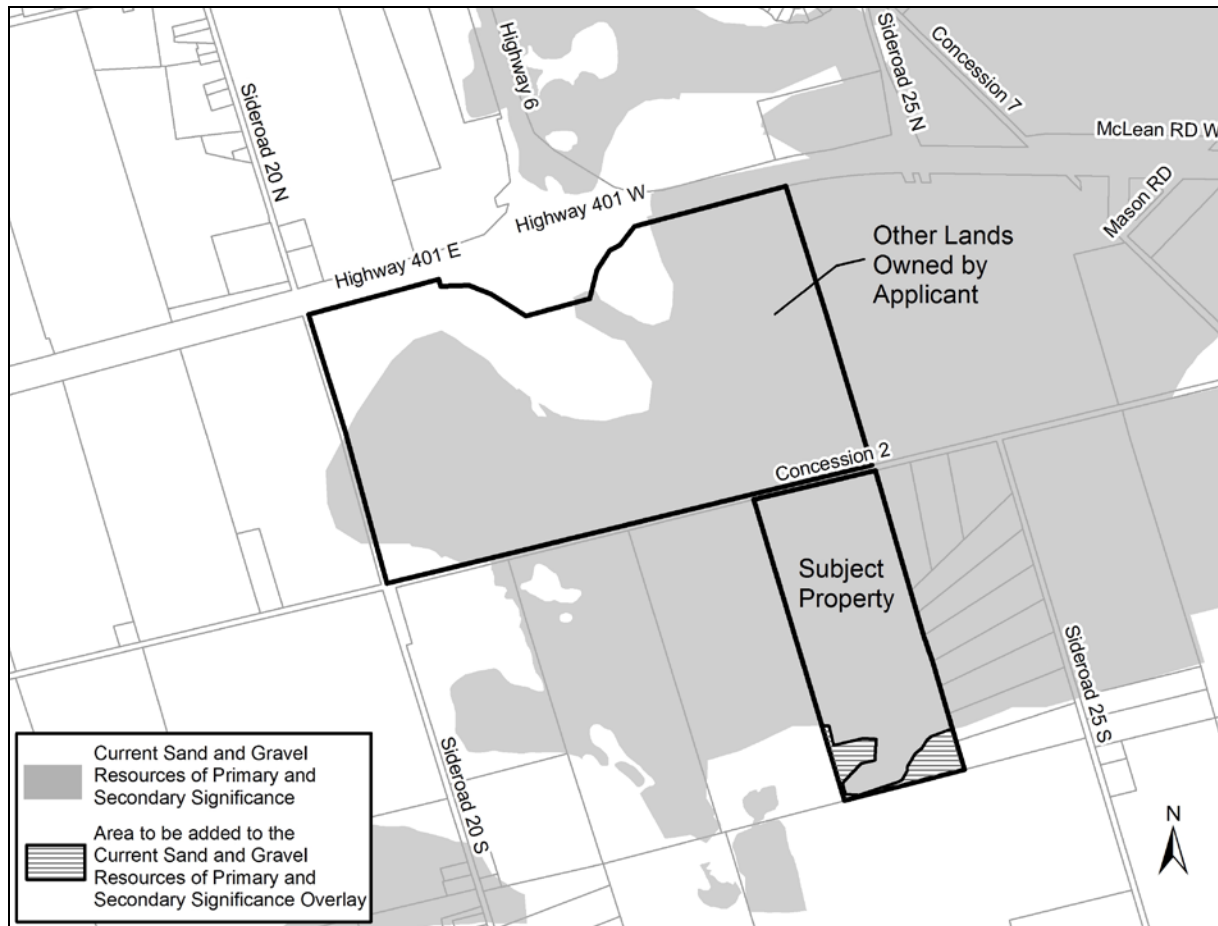 Highway 6
Sideroad 25 N
Concession 7
McLean RD W
Sideroad 20 N
Mason RD
Highway 401 W
Highway 401 E
Other Lands
Owned by
Applicant
Concession 2
Subject
Property
Sideroad 25 S
Sideroad 20 S
Current Sand and Gravel
Resources of Primary and
Secondary Significance
Area to be added to the
Current Sand and Gravel
Resources of Primary and
Secondary Significance Overlay
N